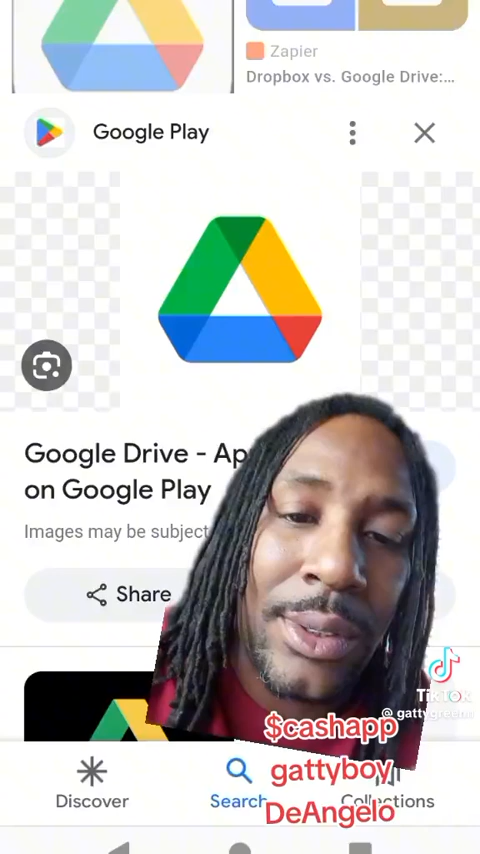 Zapier
Dropbox vs. Google Drive:...
Google Play
Google Drive - Ap
on Google Play
Images may be subject
Share
TikTok
@ gattygreenn
$cashapp
gattyboy
DeAngelo
Discover
Search
Collections